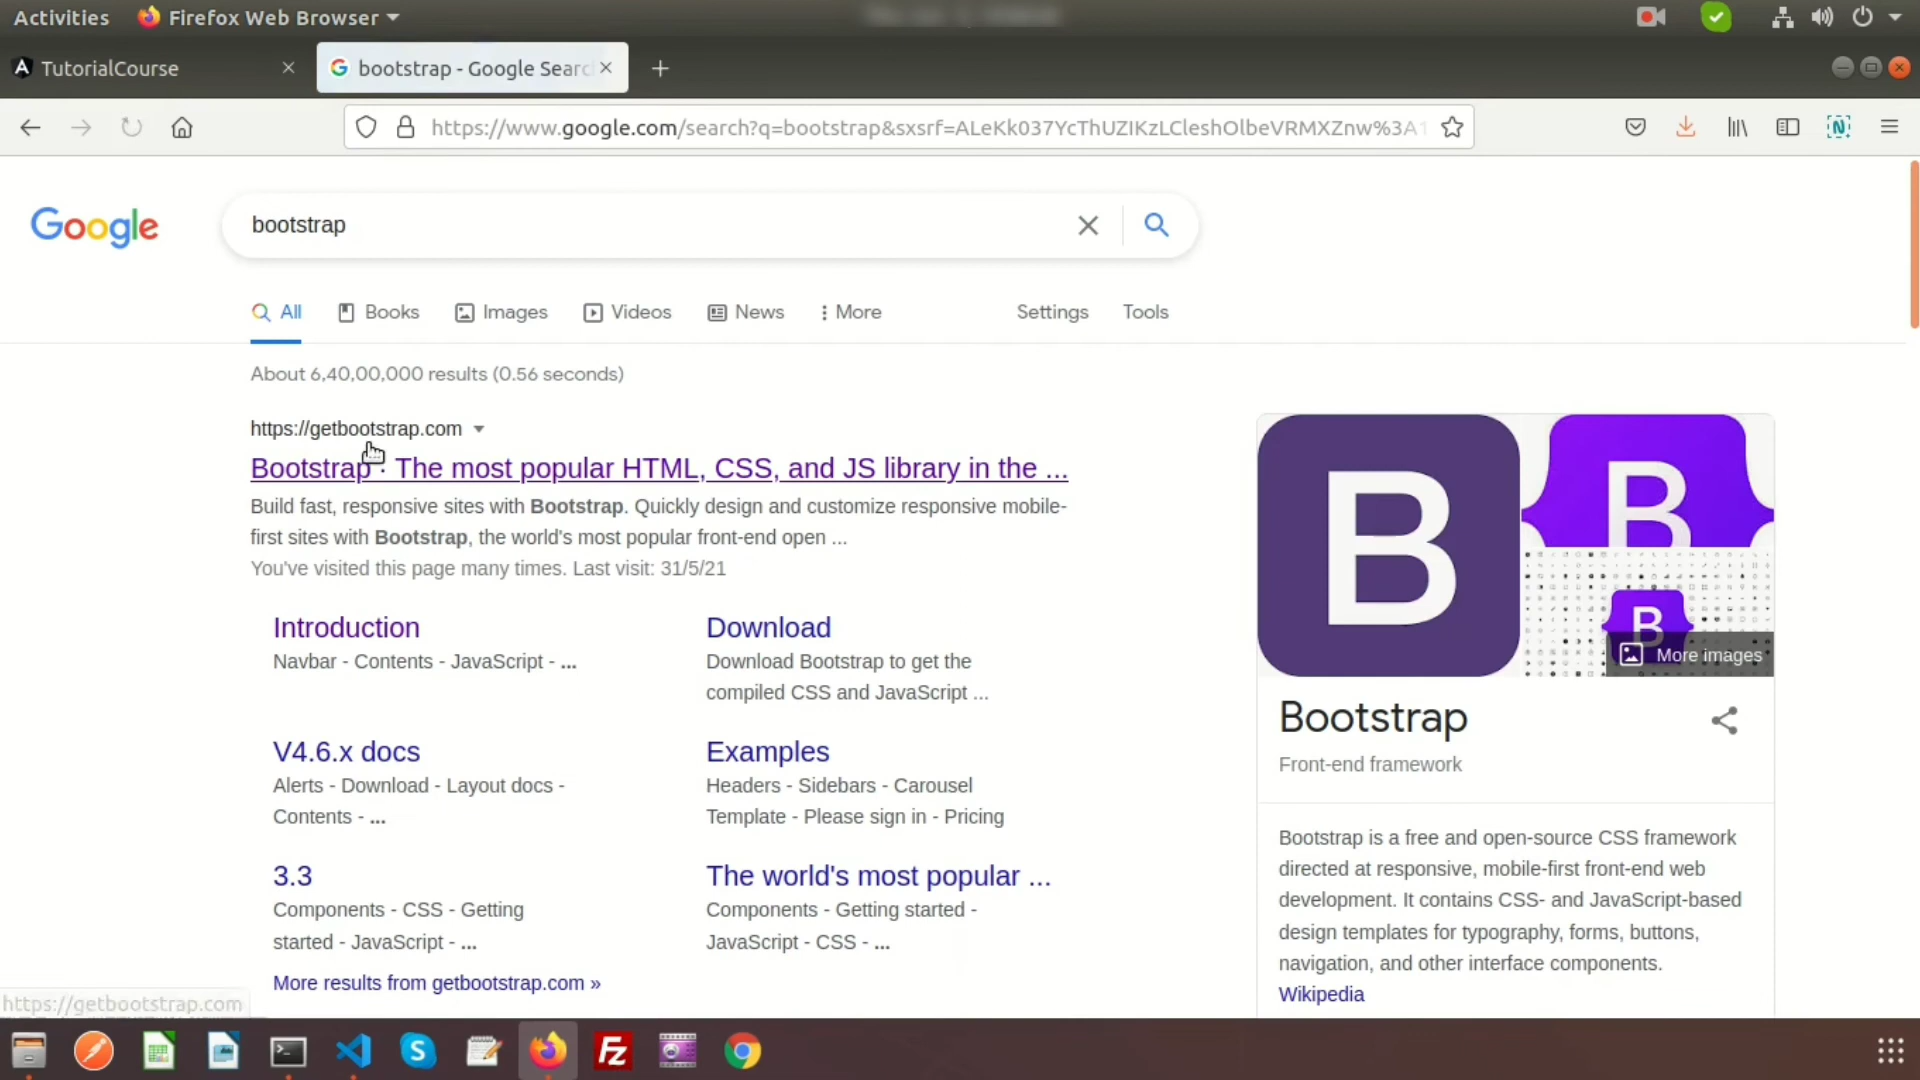 Activities
Firefox Web Browser
TutorialCourse
bootstrap - Google Searc
https://www.google.com/search?q=bootstrap&sxsrf=ALeKk037YcThUZIKzLCleshOlbeVRMXZnw%3A1
Google
bootstrap
All
Books
Images
Videos
News
More
Settings
Tools
About 6,40,00,000 results (0.56 seconds)
https://getbootstrap.com
Bootstrap · The most popular HTML, CSS, and JS library in the ...
Build fast, responsive sites with Bootstrap. Quickly design and customize responsive mobile-
first sites with Bootstrap, the world's most popular front-end open ...
You've visited this page many times. Last visit: 31/5/21
Introduction
Navbar - Contents - JavaScript - ...
Download
Download Bootstrap to get the
compiled CSS and JavaScript ...
V4.6.x docs
Alerts - Download - Layout docs -
Contents - ...
Examples
Headers - Sidebars - Carousel
Template - Please sign in - Pricing
3.3
Components - CSS - Getting
started - JavaScript - ...
The world's most popular ...
Components - Getting started -
JavaScript - CSS - ...
More results from getbootstrap.com »
B
B
B
More images
Bootstrap
Front-end framework
Bootstrap is a free and open-source CSS framework
directed at responsive, mobile-first front-end web
development. It contains CSS- and JavaScript-based
design templates for typography, forms, buttons,
navigation, and other interface components.
Wikipedia
https://getbootstrap.com